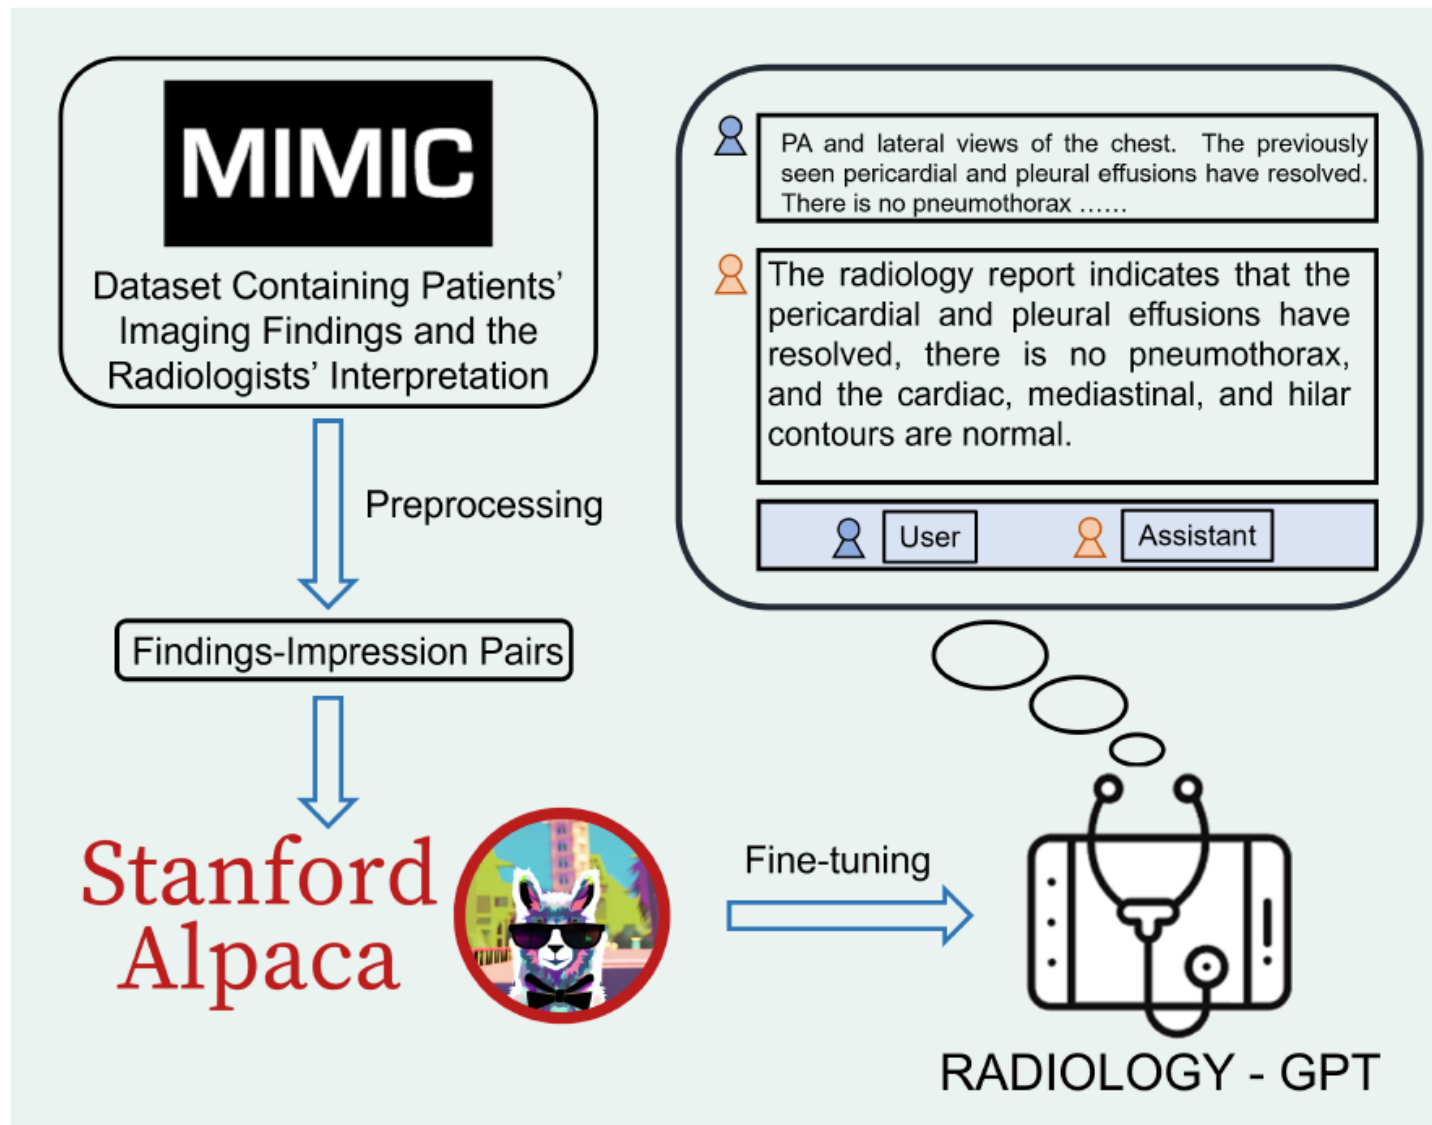 MIMIC
Dataset Containing Patients’
Imaging Findings and the
Radiologists’ Interpretation
Preprocessing
Findings-Impression Pairs
Stanford
Alpaca
Fine-tuning
PA and lateral views of the chest. The previously
seen pericardial and pleural effusions have resolved.
There is no pneumothorax ……
The radiology report indicates that the
pericardial and pleural effusions have
resolved, there is no pneumothorax,
and the cardiac, mediastinal, and hilar
contours are normal.
User
Assistant
RADIOLOGY - GPT